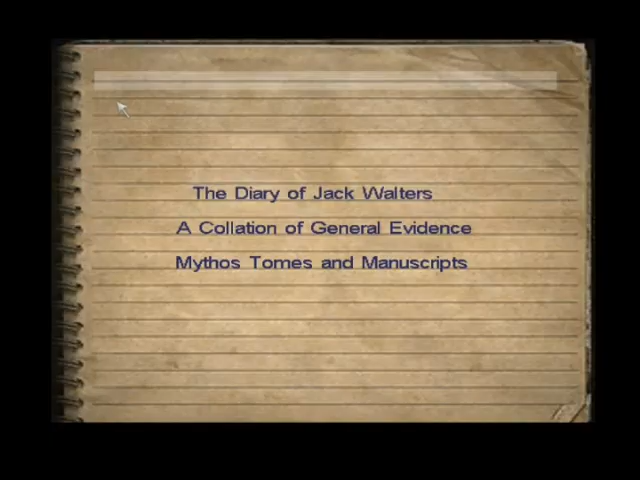 The Diary of Jack Walters
A Collation of General Evidence
Mythos Tomes and Manuscripts